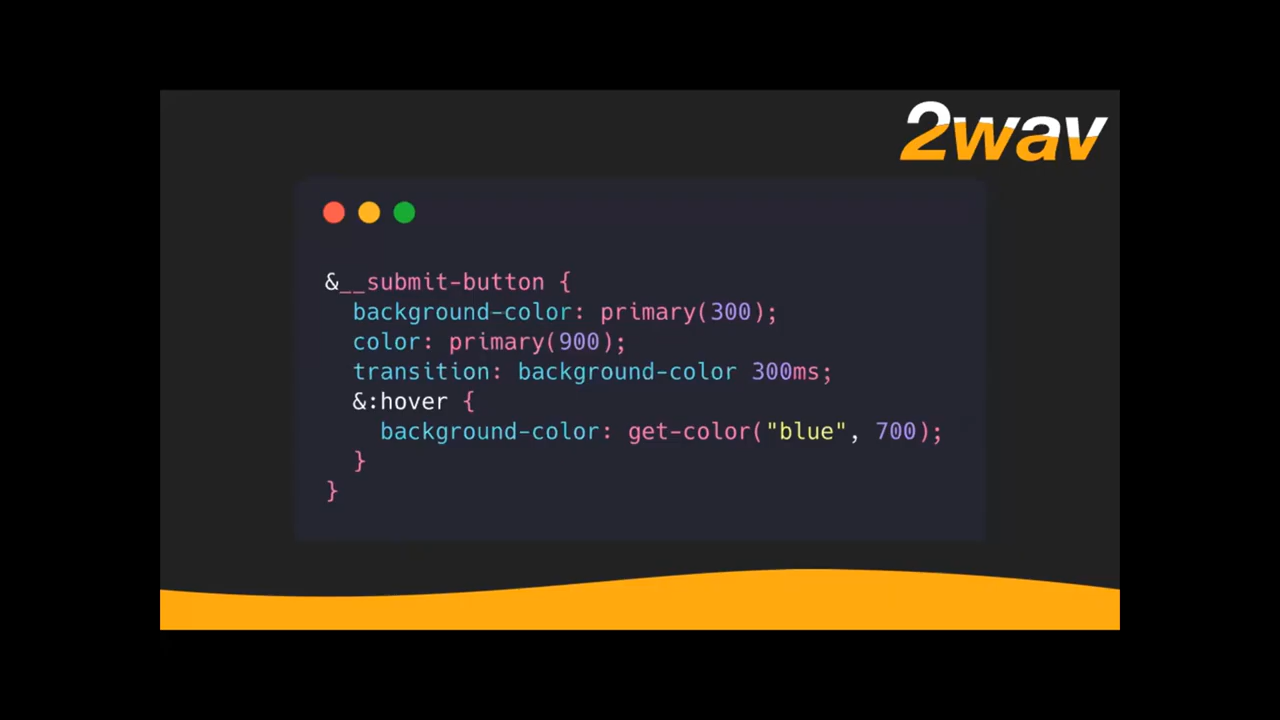 2wav
&__submit-button {
  background-color: primary(300);
  color: primary(900);
  transition: background-color 300ms;
  &:hover {
    background-color: get-color("blue", 700);
  }
}